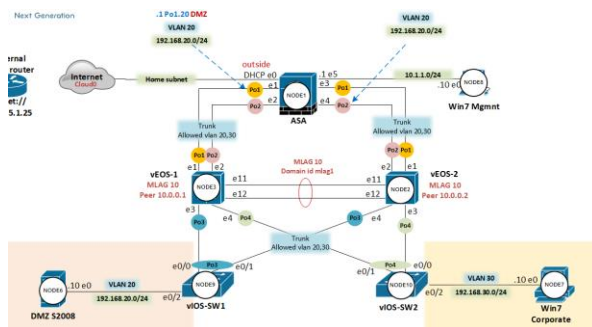 Next Generation
.1 Po1.20 DMZ
VLAN 20
192.168.20.0/24
VLAN 20
192.168.20.0/24
ernal
router
et://
5.1.25
Internet
Cloud0
Home subnet
outside
DHCP e0
e1
e2
Po1
Po2
NODE1
ASA
.1 e5
e3
e4
Po1
Po2
10.1.1.0/24
.10 e0
NODE8
Win7 Mgmnt
Trunk
Allowed vlan 20,30
Trunk
Allowed vlan 20,30
Po1
Po2
e1
e2
Po2
Po1
e2
e1
vEOS-1
MLAG 10
Peer 10.0.0.1
NODE3
e11
e12
MLAG 10
Domain id mlag1
e11
e12
NODE2
vEOS-2
MLAG 10
Peer 10.0.0.2
e3
Po3
Po4
e4
Po3
e4
e3
Po4
Trunk
Allowed vlan 20,30
NODE6
DMZ S2008
.10 e0
VLAN 20
192.168.20.0/24
e0/2
e0/0
Po3
e0/1
NODE9
vIOS-SW1
Po4
e0/0
e0/1
NODE10
vIOS-SW2
e0/2
VLAN 30
192.168.30.0/24
.10 e0
NODE7
Win7
Corporate